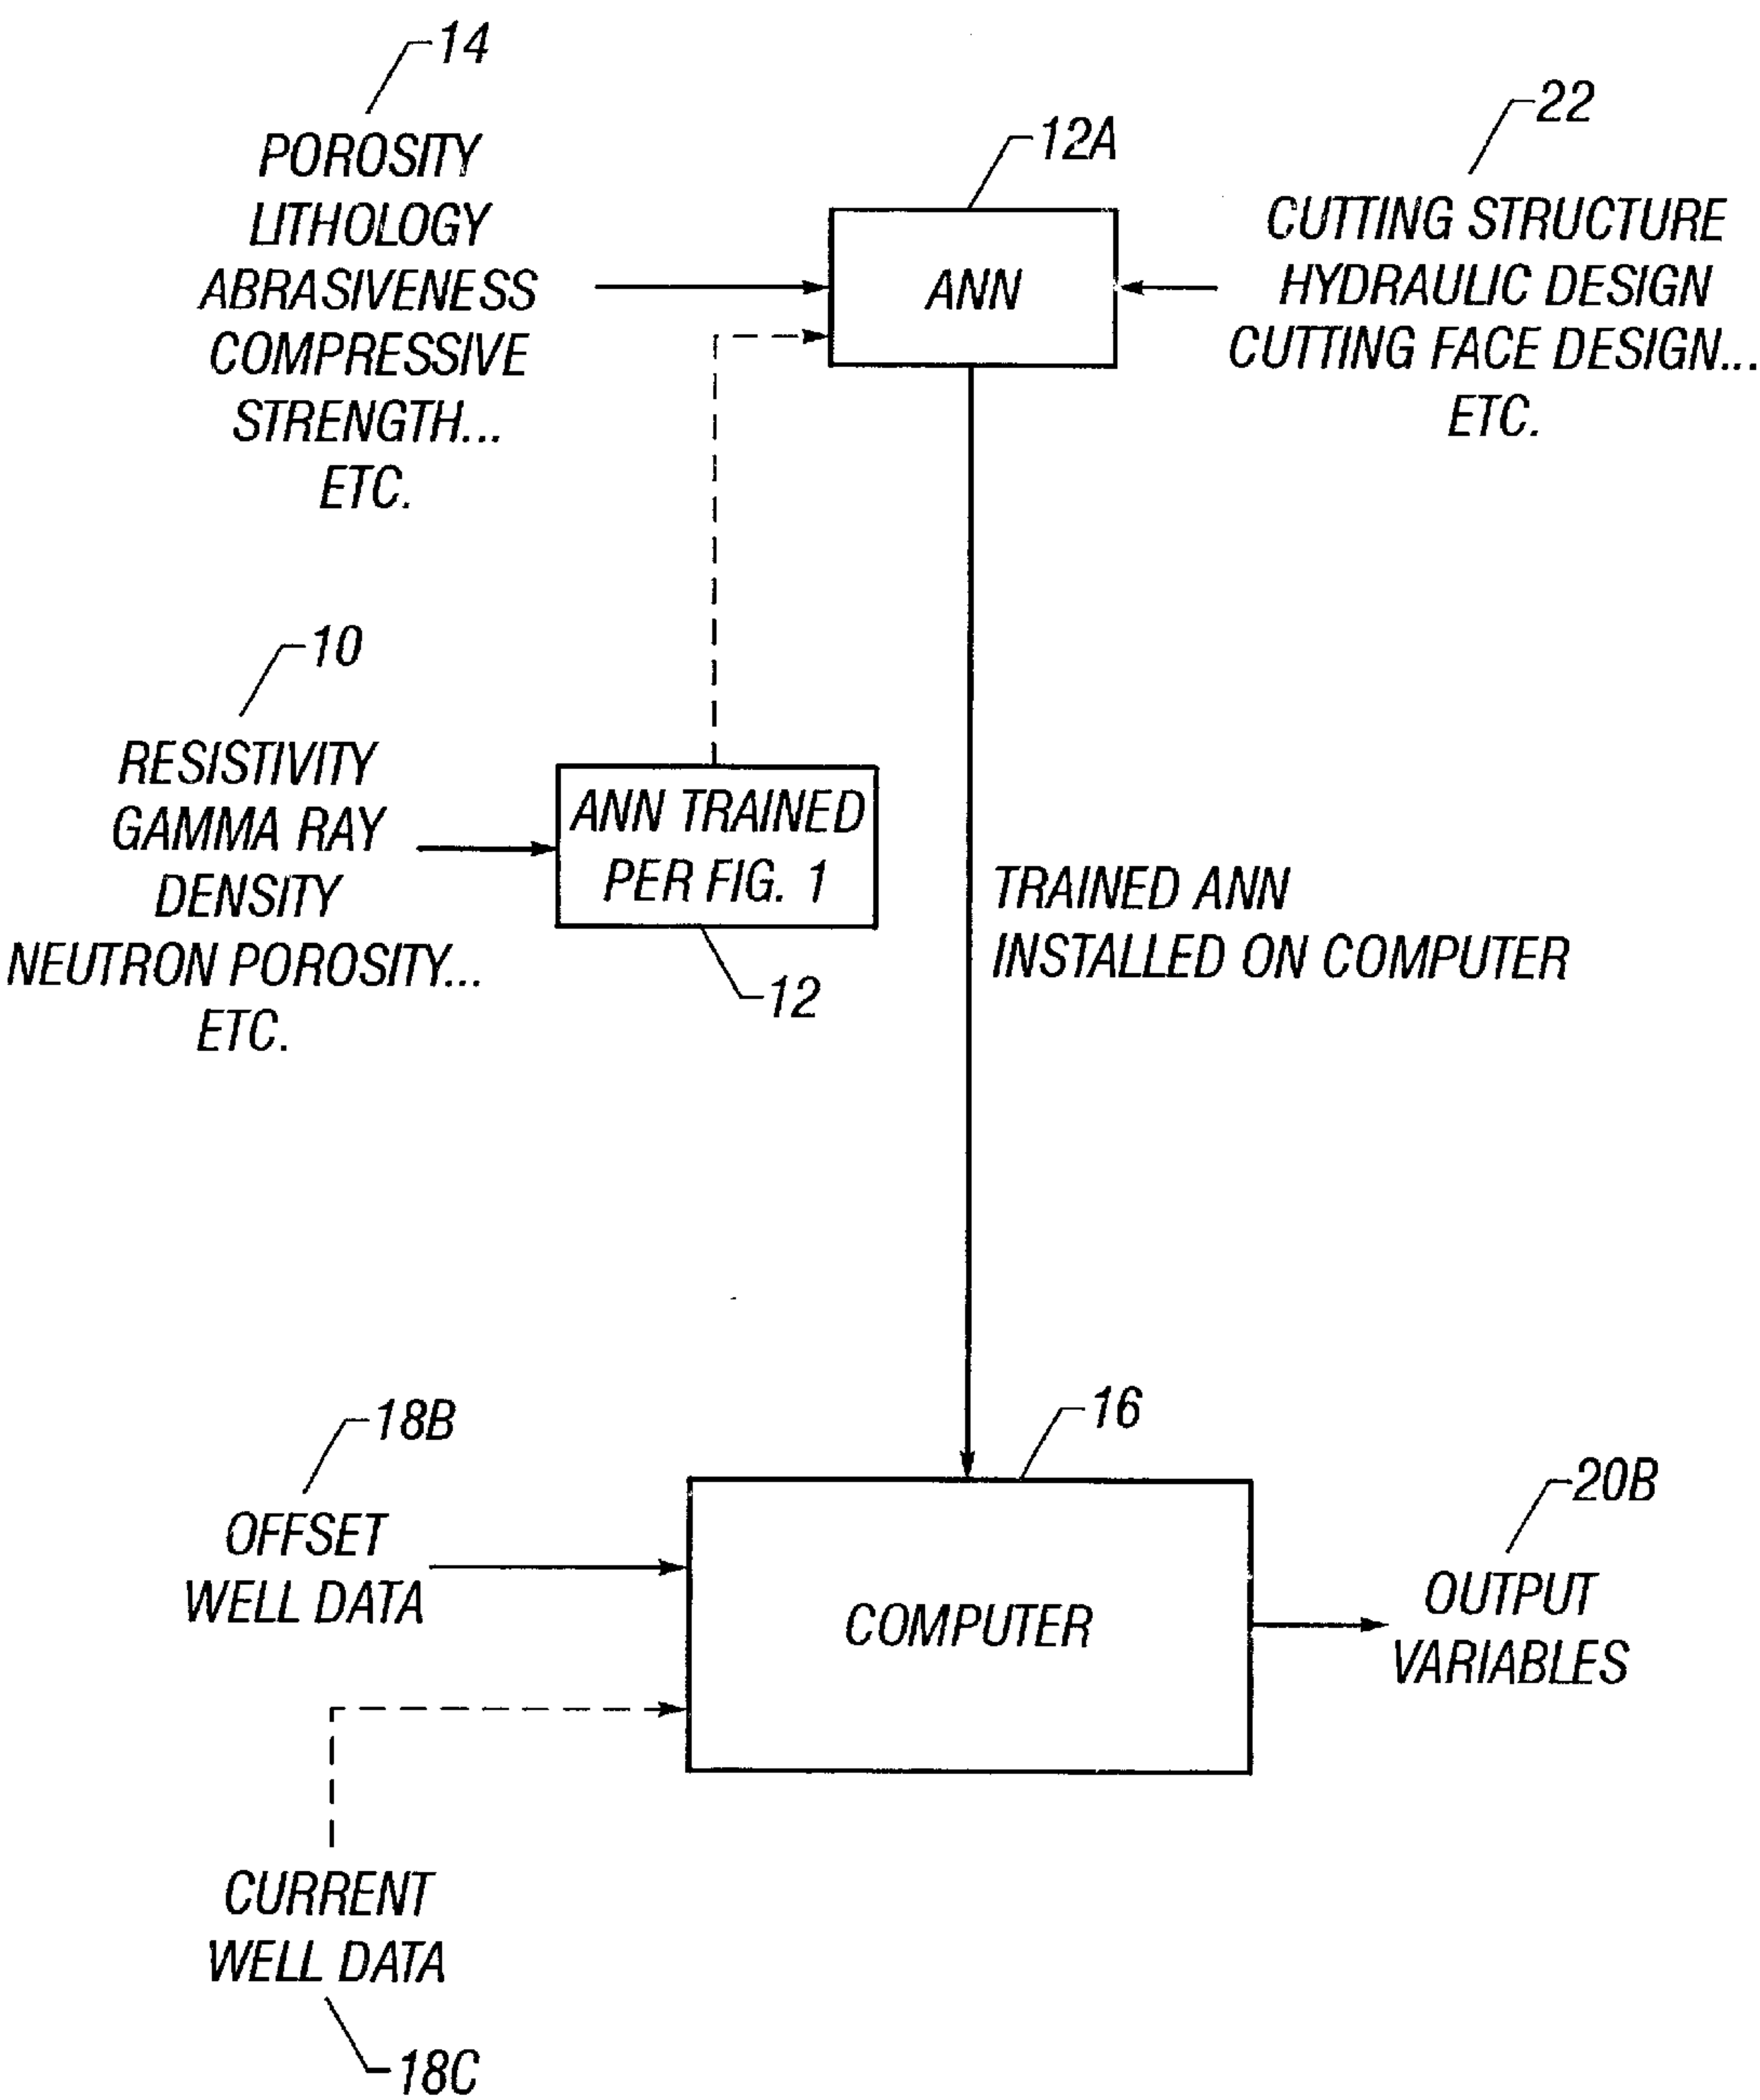 14
POROSITY
LITHOLOGY
ABRASIVENESS
COMPRESSIVE
STRENGTH...
ETC.
12A
ANN
22
CUTTING STRUCTURE
HYDRAULIC DESIGN
CUTTING FACE DESIGN...
ETC.
10
RESISTIVITY
GAMMA RAY
DENSITY
NEUTRON POROSITY...
ETC.
ANN TRAINED
PER FIG. 1
12
TRAINED ANN
INSTALLED ON COMPUTER
18B
OFFSET
WELL DATA
16
COMPUTER
20B
OUTPUT
VARIABLES
CURRENT
WELL DATA
18C